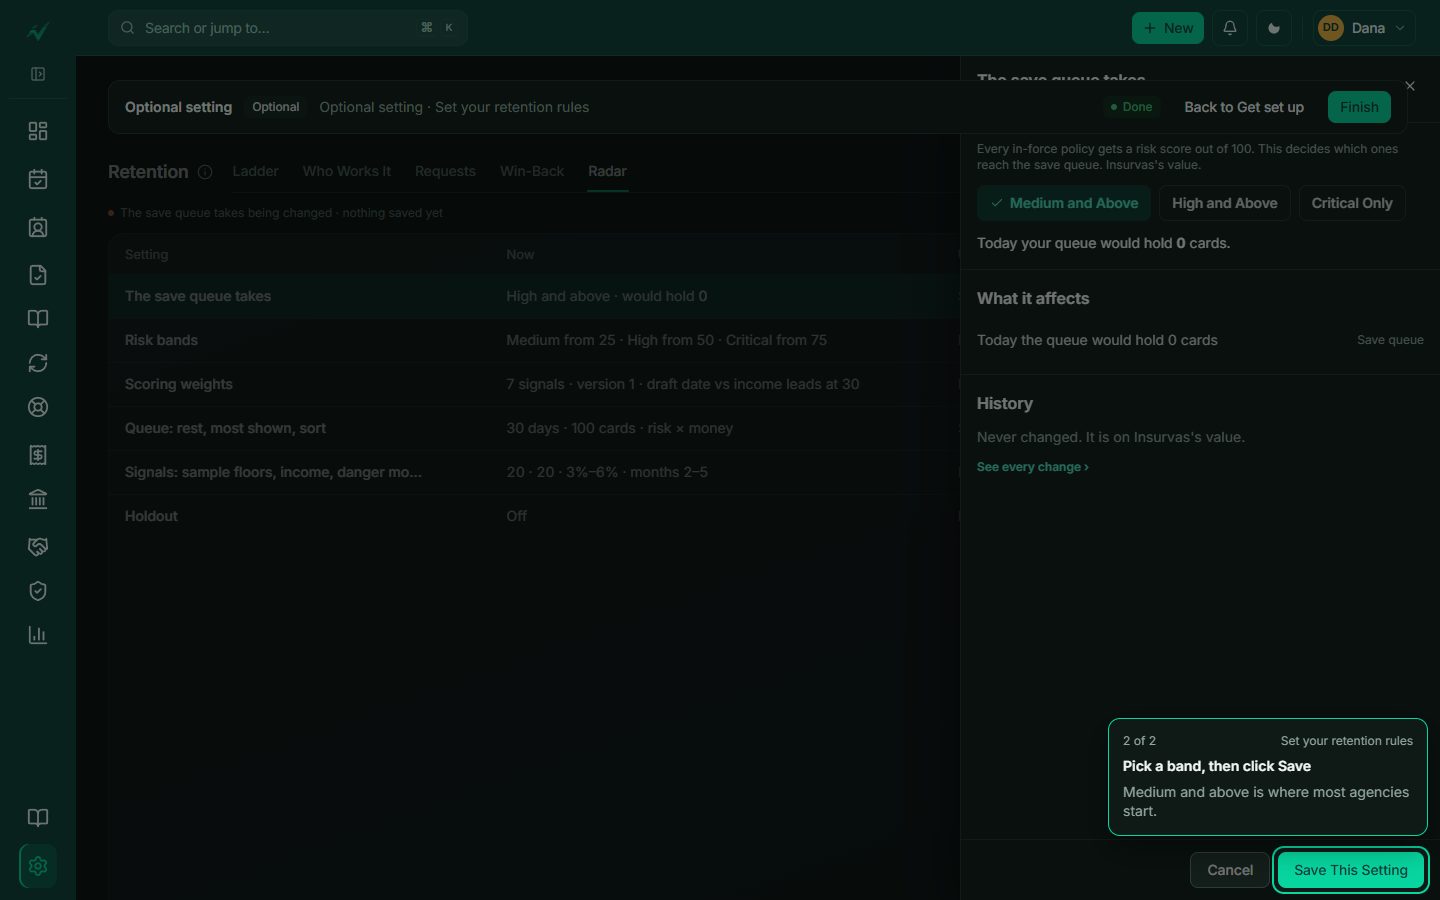 Search or jump to...
⌘ K
New
DD
Dana
The save queue takes
Optional setting
Optional
Optional setting · Set your retention rules
Done
Back to Get set up
Finish
Retention
Ladder
Who Works It
Requests
Win-Back
Radar
The save queue takes being changed · nothing saved yet
Setting
Now
The save queue takes
High and above · would hold 0
Risk bands
Medium from 25 · High from 50 · Critical from 75
Scoring weights
7 signals · version 1 · draft date vs income leads at 30
Queue: rest, most shown, sort
30 days · 100 cards · risk × money
Signals: sample floors, income, danger mo...
20 · 20 · 3%–6% · months 2–5
Holdout
Off
Every in-force policy gets a risk score out of 100. This decides which ones
reach the save queue. Insurvas's value.
Medium and Above
High and Above
Critical Only
Today your queue would hold 0 cards.
What it affects
Today the queue would hold 0 cards
Save queue
History
Never changed. It is on Insurvas's value.
See every change ›
2 of 2
Set your retention rules
Pick a band, then click Save
Medium and above is where most agencies
start.
Cancel
Save This Setting